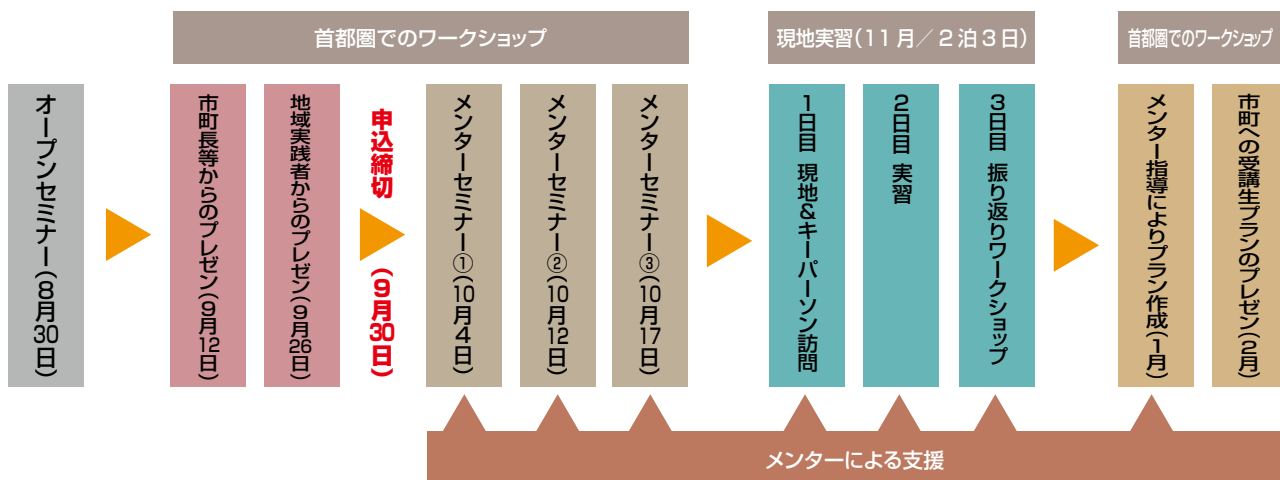 首都圏でのワークショップ
現地実習(11月/2泊3日)
首都圏でのワークショップ
オープンセミナー(8月30日)
市町長等からのプレゼン(9月12日)
地域実践者からのプレゼン(9月26日)
申込締切 (9月30日)
メンターセミナー①(10月4日)
メンターセミナー②(10月12日)
メンターセミナー③(10月17日)
1日目 現地&キーパーソン訪問
2日目 実習
3日目 振り返りワークショップ
メンター指導によりプラン作成(1月)
市町への受講生プランのプレゼン(2月)
メンターによる支援